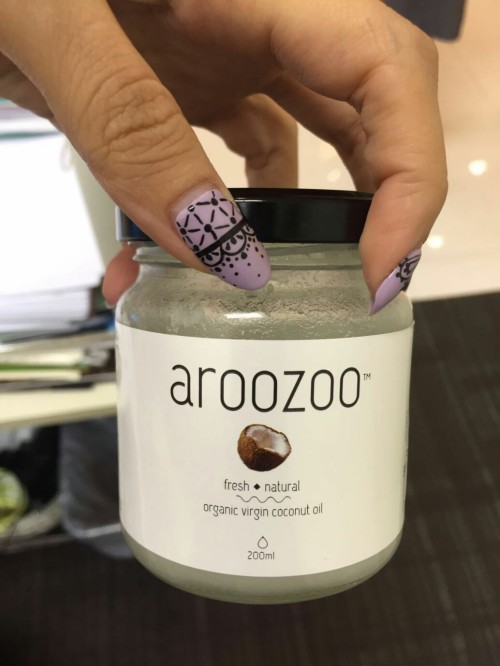 aroozoo™
fresh ◆ natural
organic virgin coconut oil
200ml